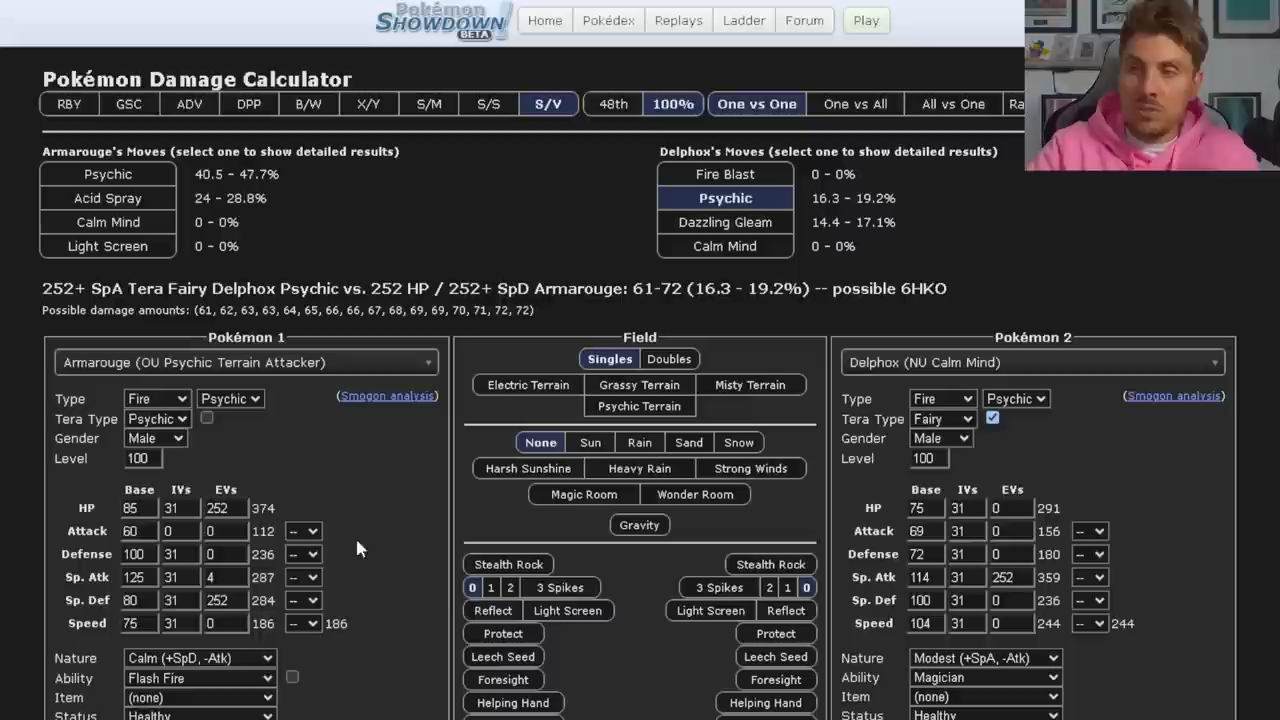 Pokémon
SHOWDOWN!
BETA
Home Pokédex Replays Ladder Forum Play
Pokémon Damage Calculator
RBY GSC ADV DPP B/W X/Y S/M S/S S/V 48th 100% One vs One One vs All All vs One Ra
Armarouge's Moves (select one to show detailed results)
Psychic 40.5 - 47.7%
Acid Spray 24 - 28.8%
Calm Mind 0 - 0%
Light Screen 0 - 0%
Delphox's Moves (select one to show detailed results)
Fire Blast 0 - 0%
Psychic 16.3 - 19.2%
Dazzling Gleam 14.4 - 17.1%
Calm Mind 0 - 0%
252+ SpA Tera Fairy Delphox Psychic vs. 252 HP / 252+ SpD Armarouge: 61-72 (16.3 - 19.2%) -- possible 6HKO
Possible damage amounts: (61, 62, 63, 63, 64, 65, 66, 66, 67, 68, 69, 69, 70, 71, 72, 72)
Pokémon 1
Armarouge (OU Psychic Terrain Attacker)
Type Fire Psychic (Smogon analysis)
Tera Type Psychic
Gender Male
Level 100
Base IVs EVs
HP 85 31 252 374
Attack 60 0 0 112 --
Defense 100 31 0 236 --
Sp. Atk 125 31 4 287 --
Sp. Def 80 31 252 284 --
Speed 75 31 0 186 -- 186
Nature Calm (+SpD, -Atk)
Ability Flash Fire
Item (none)
Status Healthy
Field
Singles Doubles
Electric Terrain Grassy Terrain Misty Terrain
Psychic Terrain
None Sun Rain Sand Snow
Harsh Sunshine Heavy Rain Strong Winds
Magic Room Wonder Room
Gravity
Stealth Rock Stealth Rock
0 1 2 3 Spikes 3 Spikes 2 1 0
Reflect Light Screen Light Screen Reflect
Protect Protect
Leech Seed Leech Seed
Foresight Foresight
Helping Hand Helping Hand
Pokémon 2
Delphox (NU Calm Mind)
Type Fire Psychic (Smogon analysis)
Tera Type Fairy
Gender Male
Level 100
Base IVs EVs
HP 75 31 0 291
Attack 69 31 0 156 --
Defense 72 31 0 180 --
Sp. Atk 114 31 252 359 --
Sp. Def 100 31 0 236 --
Speed 104 31 0 244 -- 244
Nature Modest (+SpA, -Atk)
Ability Magician
Item (none)
Status Healthy